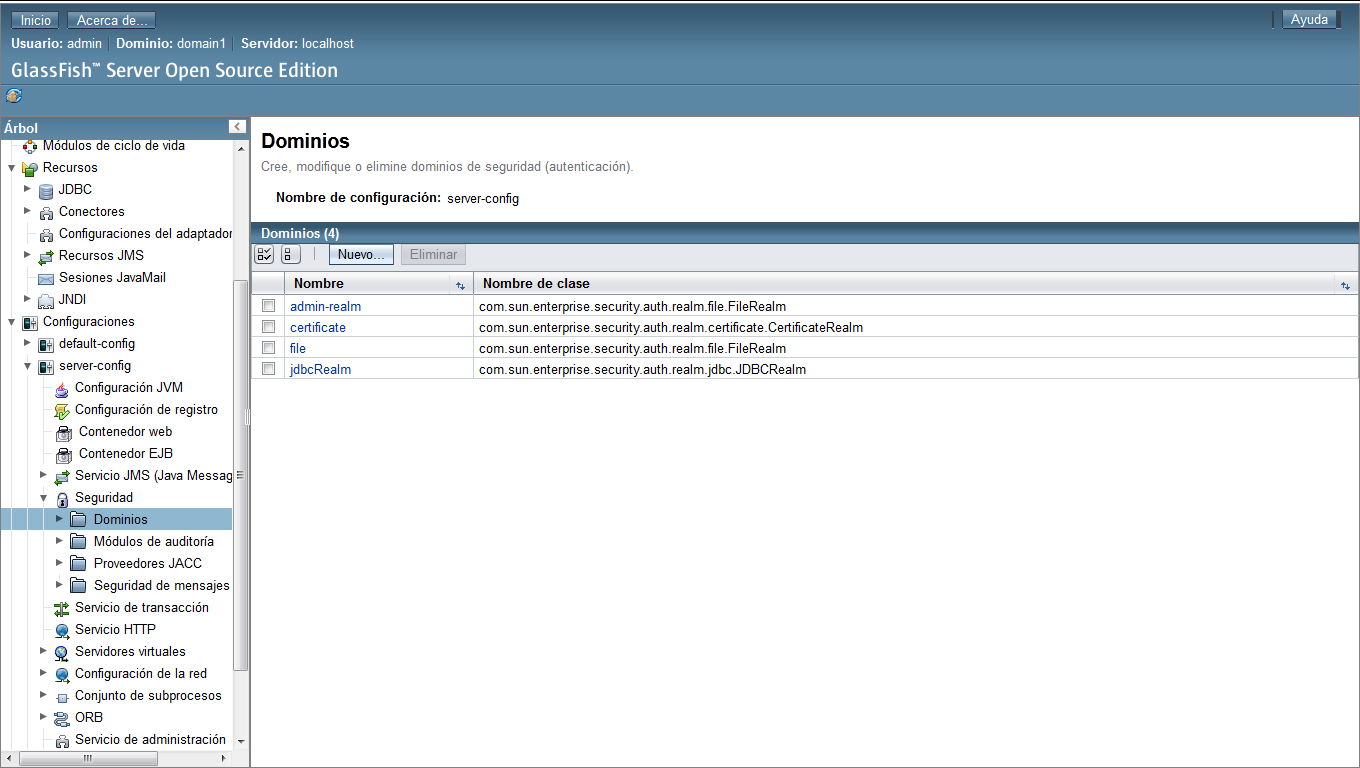 Inicio Acerca de... Ayuda
Usuario: admin Dominio: domain1 Servidor: localhost
GlassFish™ Server Open Source Edition
Árbol
Módulos de ciclo de vida
Recursos
JDBC
Conectores
Configuraciones del adaptador
Recursos JMS
Sesiones JavaMail
JNDI
Configuraciones
default-config
server-config
Configuración JVM
Configuración de registro
Contenedor web
Contenedor EJB
Servicio JMS (Java Messag
Seguridad
Dominios
Módulos de auditoría
Proveedores JACC
Seguridad de mensajes
Servicio de transacción
Servicio HTTP
Servidores virtuales
Configuración de la red
Conjunto de subprocesos
ORB
Servicio de administración
Dominios
Cree, modifique o elimine dominios de seguridad (autenticación).
Nombre de configuración: server-config
Dominios (4)
Nuevo... Eliminar
Nombre Nombre de clase
admin-realm com.sun.enterprise.security.auth.realm.file.FileRealm
certificate com.sun.enterprise.security.auth.realm.certificate.CertificateRealm
file com.sun.enterprise.security.auth.realm.file.FileRealm
jdbcRealm com.sun.enterprise.security.auth.realm.jdbc.JDBCRealm